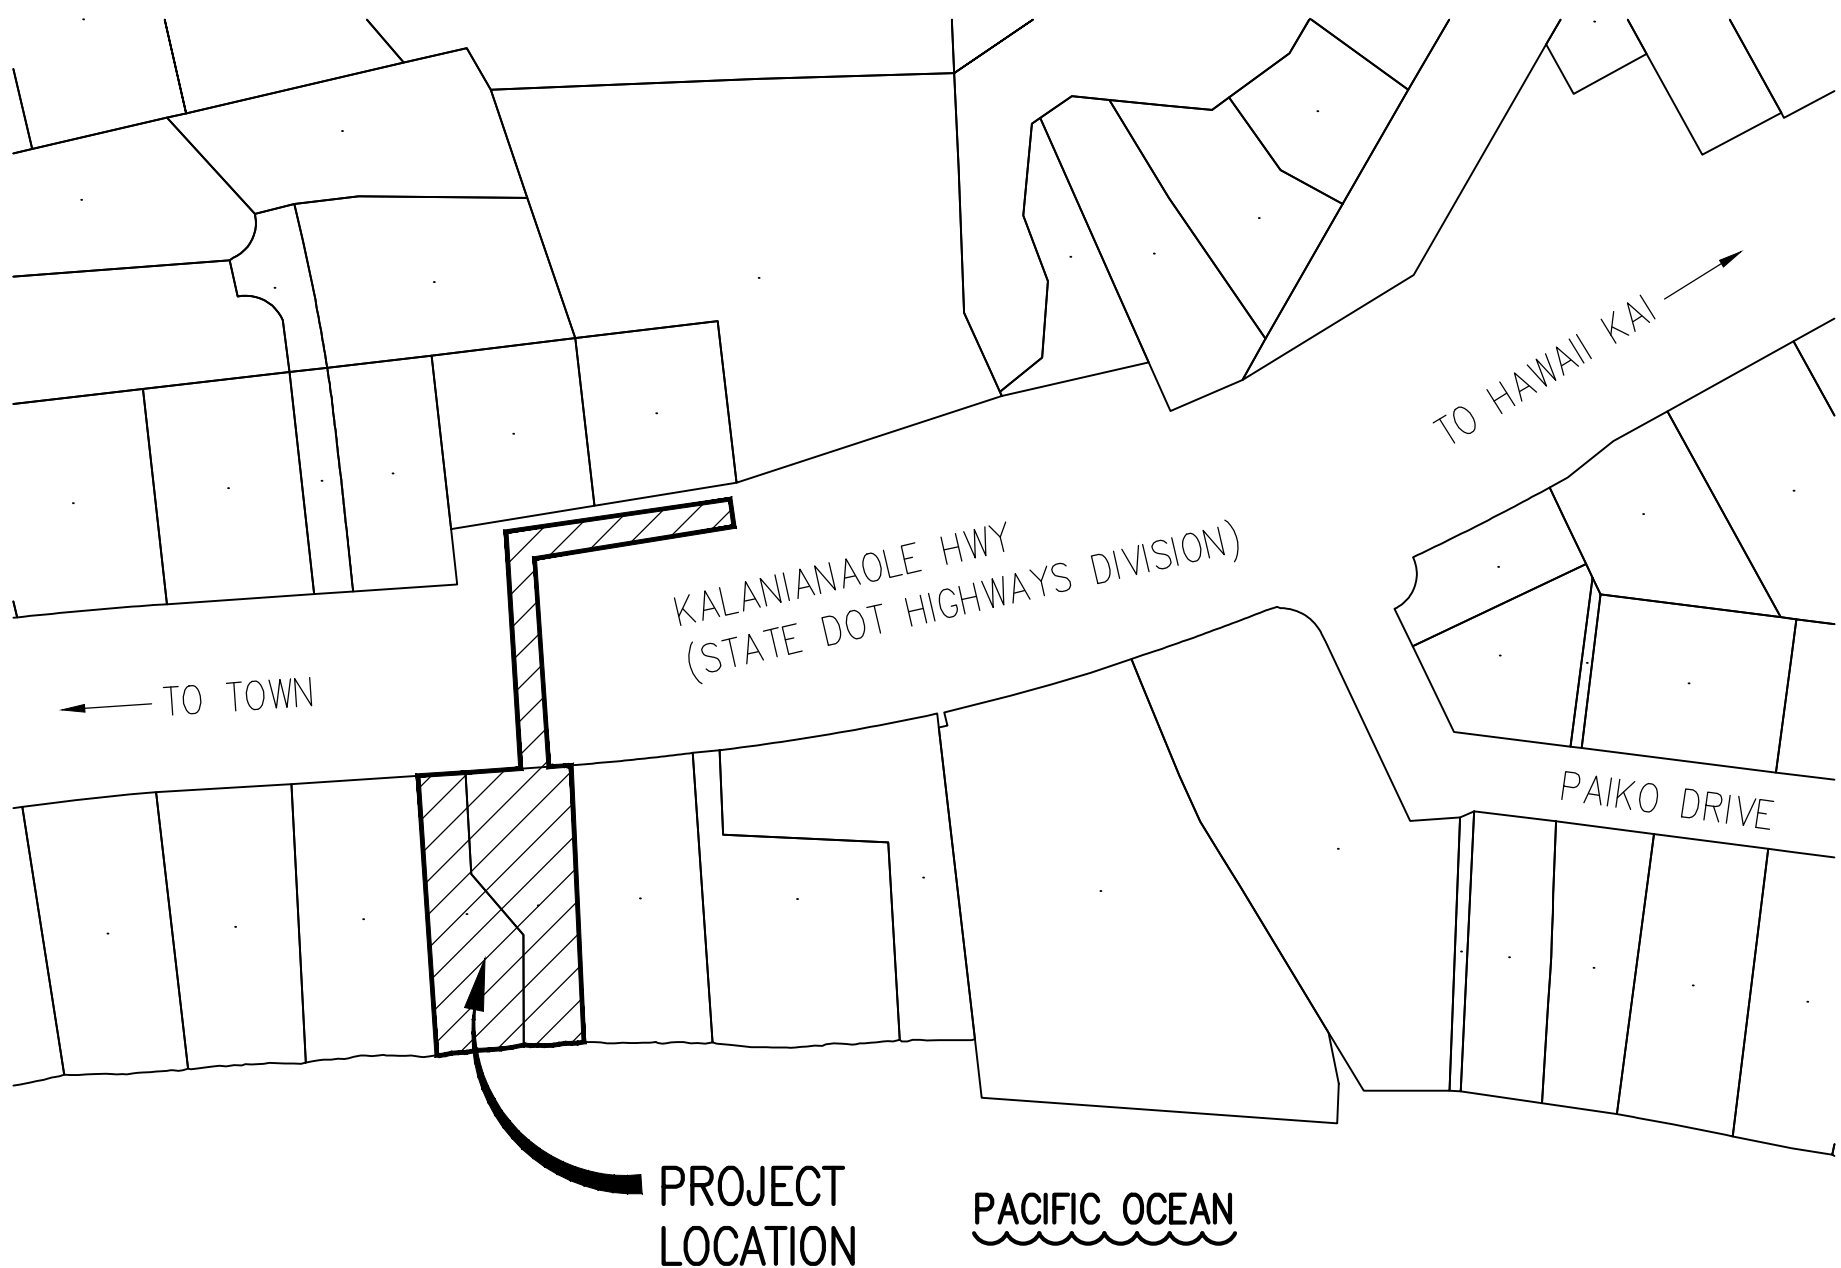 TO HAWAII KAI
KALANIANAOLE HWY
(STATE DOT HIGHWAYS DIVISION)
TO TOWN
PAIKO DRIVE
PROJECT
LOCATION
PACIFIC OCEAN